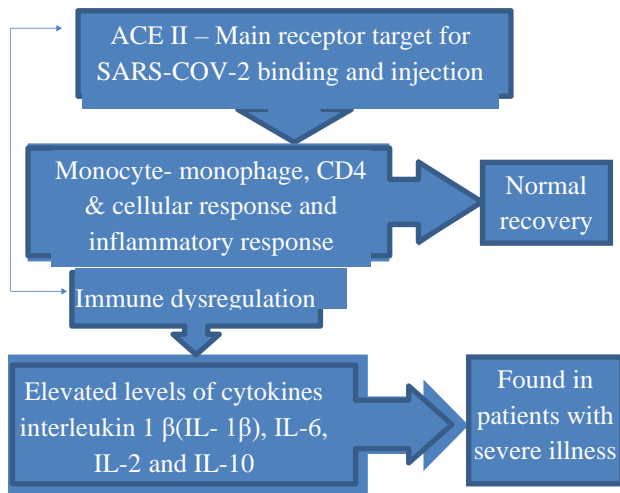 ACE II – Main receptor target for
SARS-COV-2 binding and injection
Monocyte- monophage, CD4
& cellular response and
inflammatory response
Normal
recovery
Immune dysregulation
Elevated levels of cytokines
interleukin 1 β(IL- 1β), IL-6,
IL-2 and IL-10
Found in
patients with
severe illness